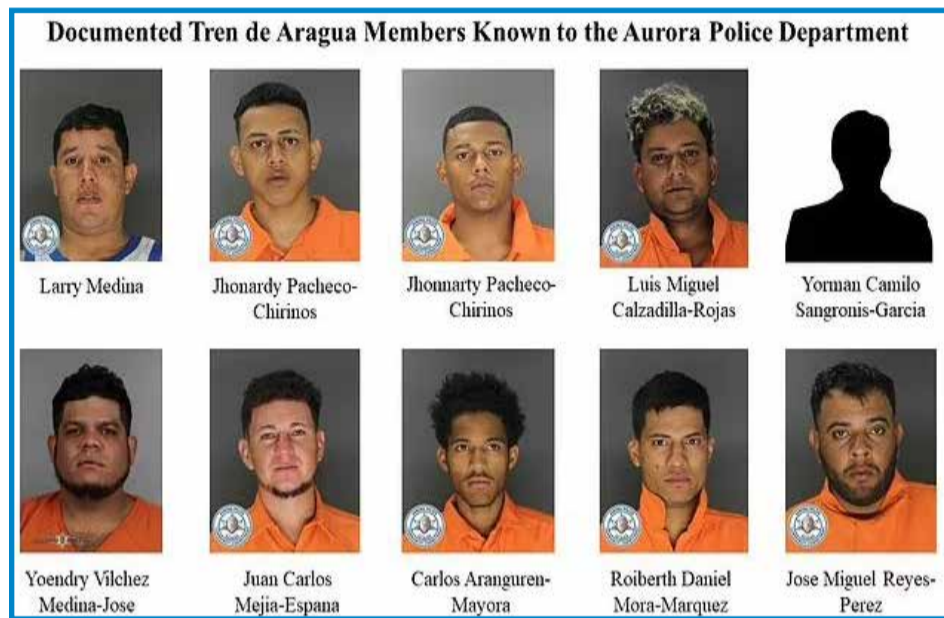 Documented Tren de Aragua Members Known to the Aurora Police Department
Larry Medina
Jhonardy Pacheco-
Chirinos
Jhonnarty Pacheco-
Chirinos
Luis Miguel
Calzadilla-Rojas
Yorman Camilo
Sangronis-Garcia
Yoendry Vilchez
Medina-Jose
Juan Carlos
Mejia-Espana
Carlos Aranguren-
Mayora
Roiberth Daniel
Mora-Marquez
Jose Miguel Reyes-
Perez